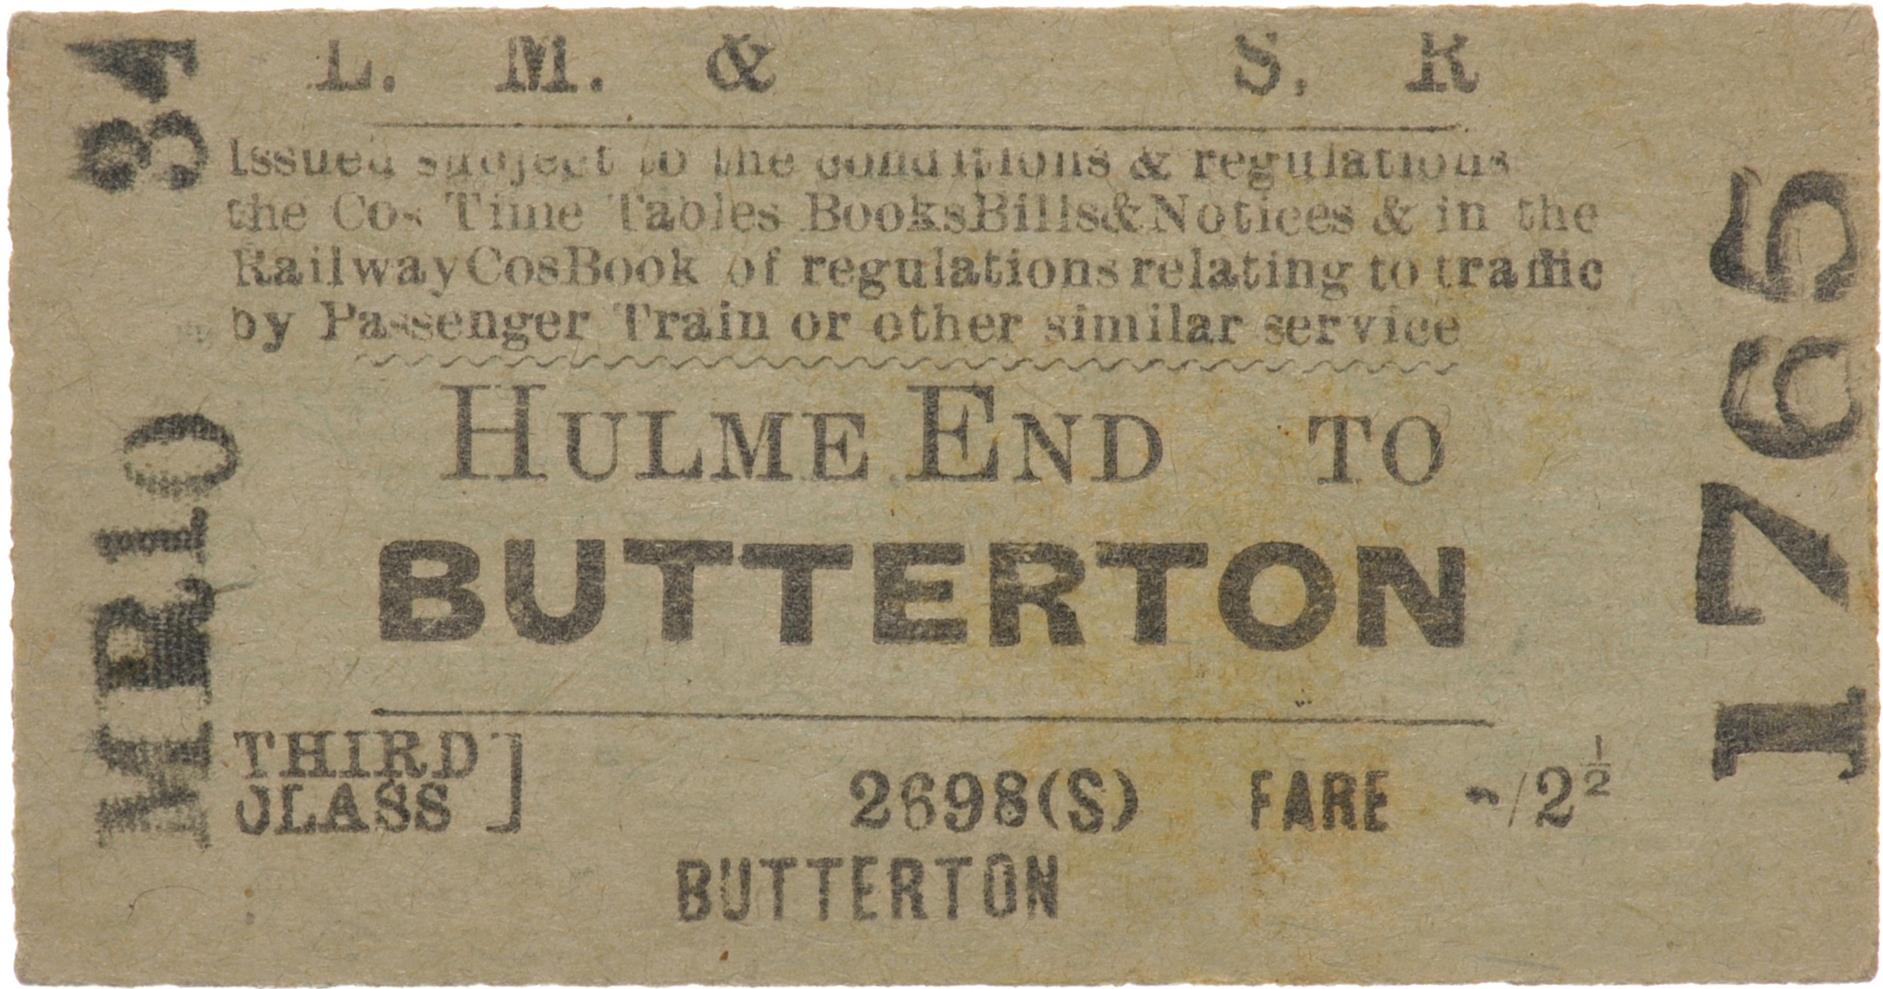 L. M. & S. R
Issued subject to the conditions & regulations
the Cos Time Tables Books Bills & Notices & in the
Railway Cos Book of regulations relating to traffic
by Passenger Train or other similar service
HULME END TO
BUTTERTON
THIRD
CLASS ]
2698(S) FARE -/2½
BUTTERTON
MR10 34
1765